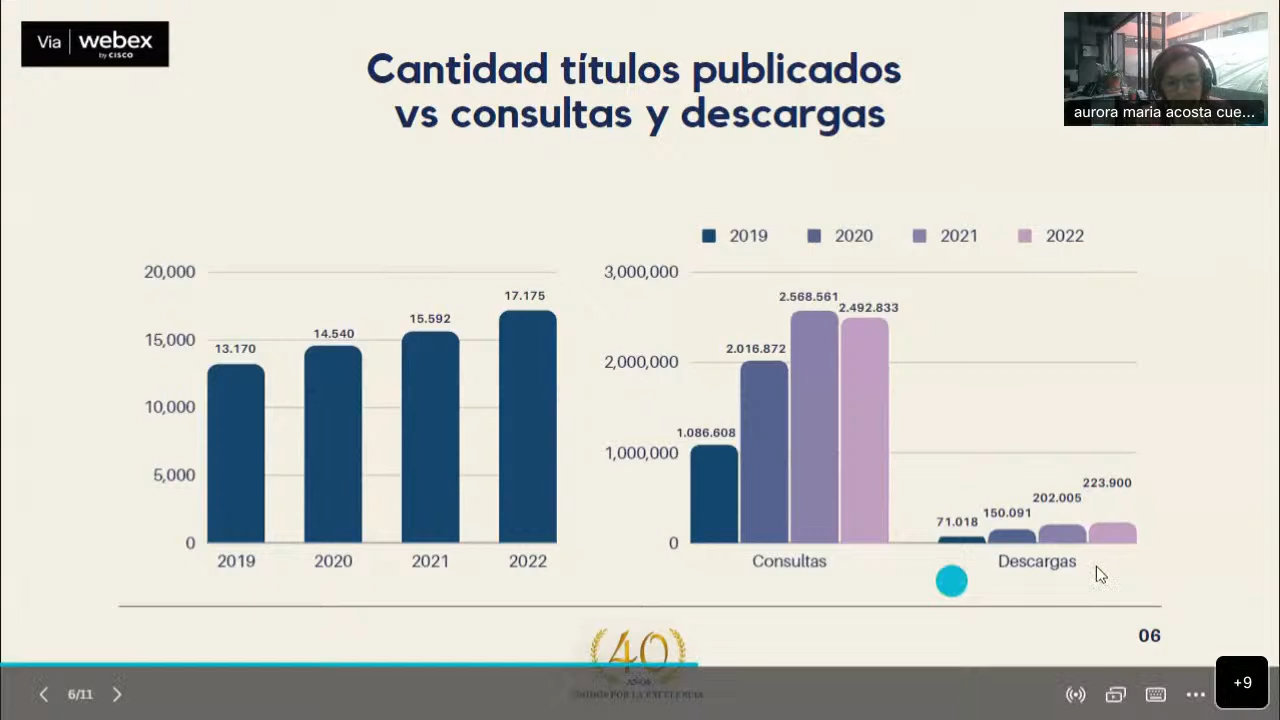 Via webex
by CISCO
Cantidad títulos publicados
vs consultas y descargas
aurora maria acosta cue...
2019 2020 2021 2022
20,000
15,000
10,000
5,000
0
13.170
14.540
15.592
17.175
2019 2020 2021 2022
3,000,000
2,000,000
1,000,000
0
1.086.608
2.016.872
2.568.561
2.492.833
71.018
150.091
202.005
223.900
Consultas Descargas
06
40
AÑOS
POR LA EXCELENCIA
6/11
+9